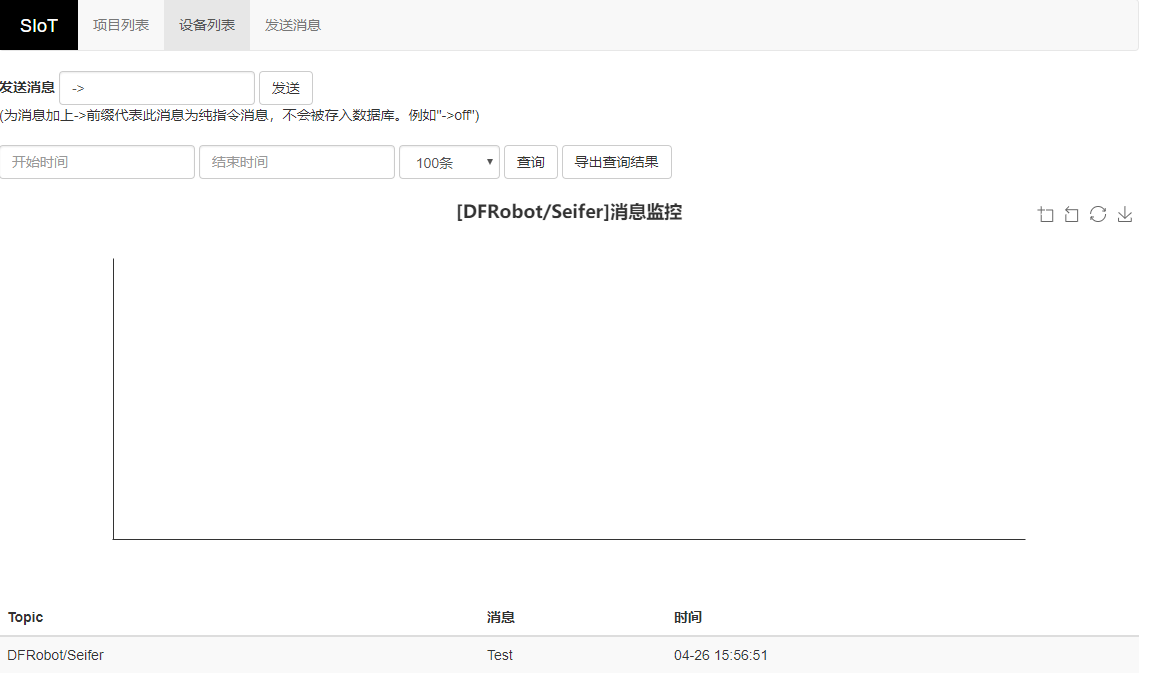 SIoT 项目列表 设备列表 发送消息
发送消息 -> 发送
(为消息加上->前缀代表此消息为纯指令消息，不会被存入数据库。例如"->off")
开始时间 结束时间 100条 查询 导出查询结果
[DFRobot/Seifer]消息监控
Topic 消息 时间
DFRobot/Seifer Test 04-26 15:56:51